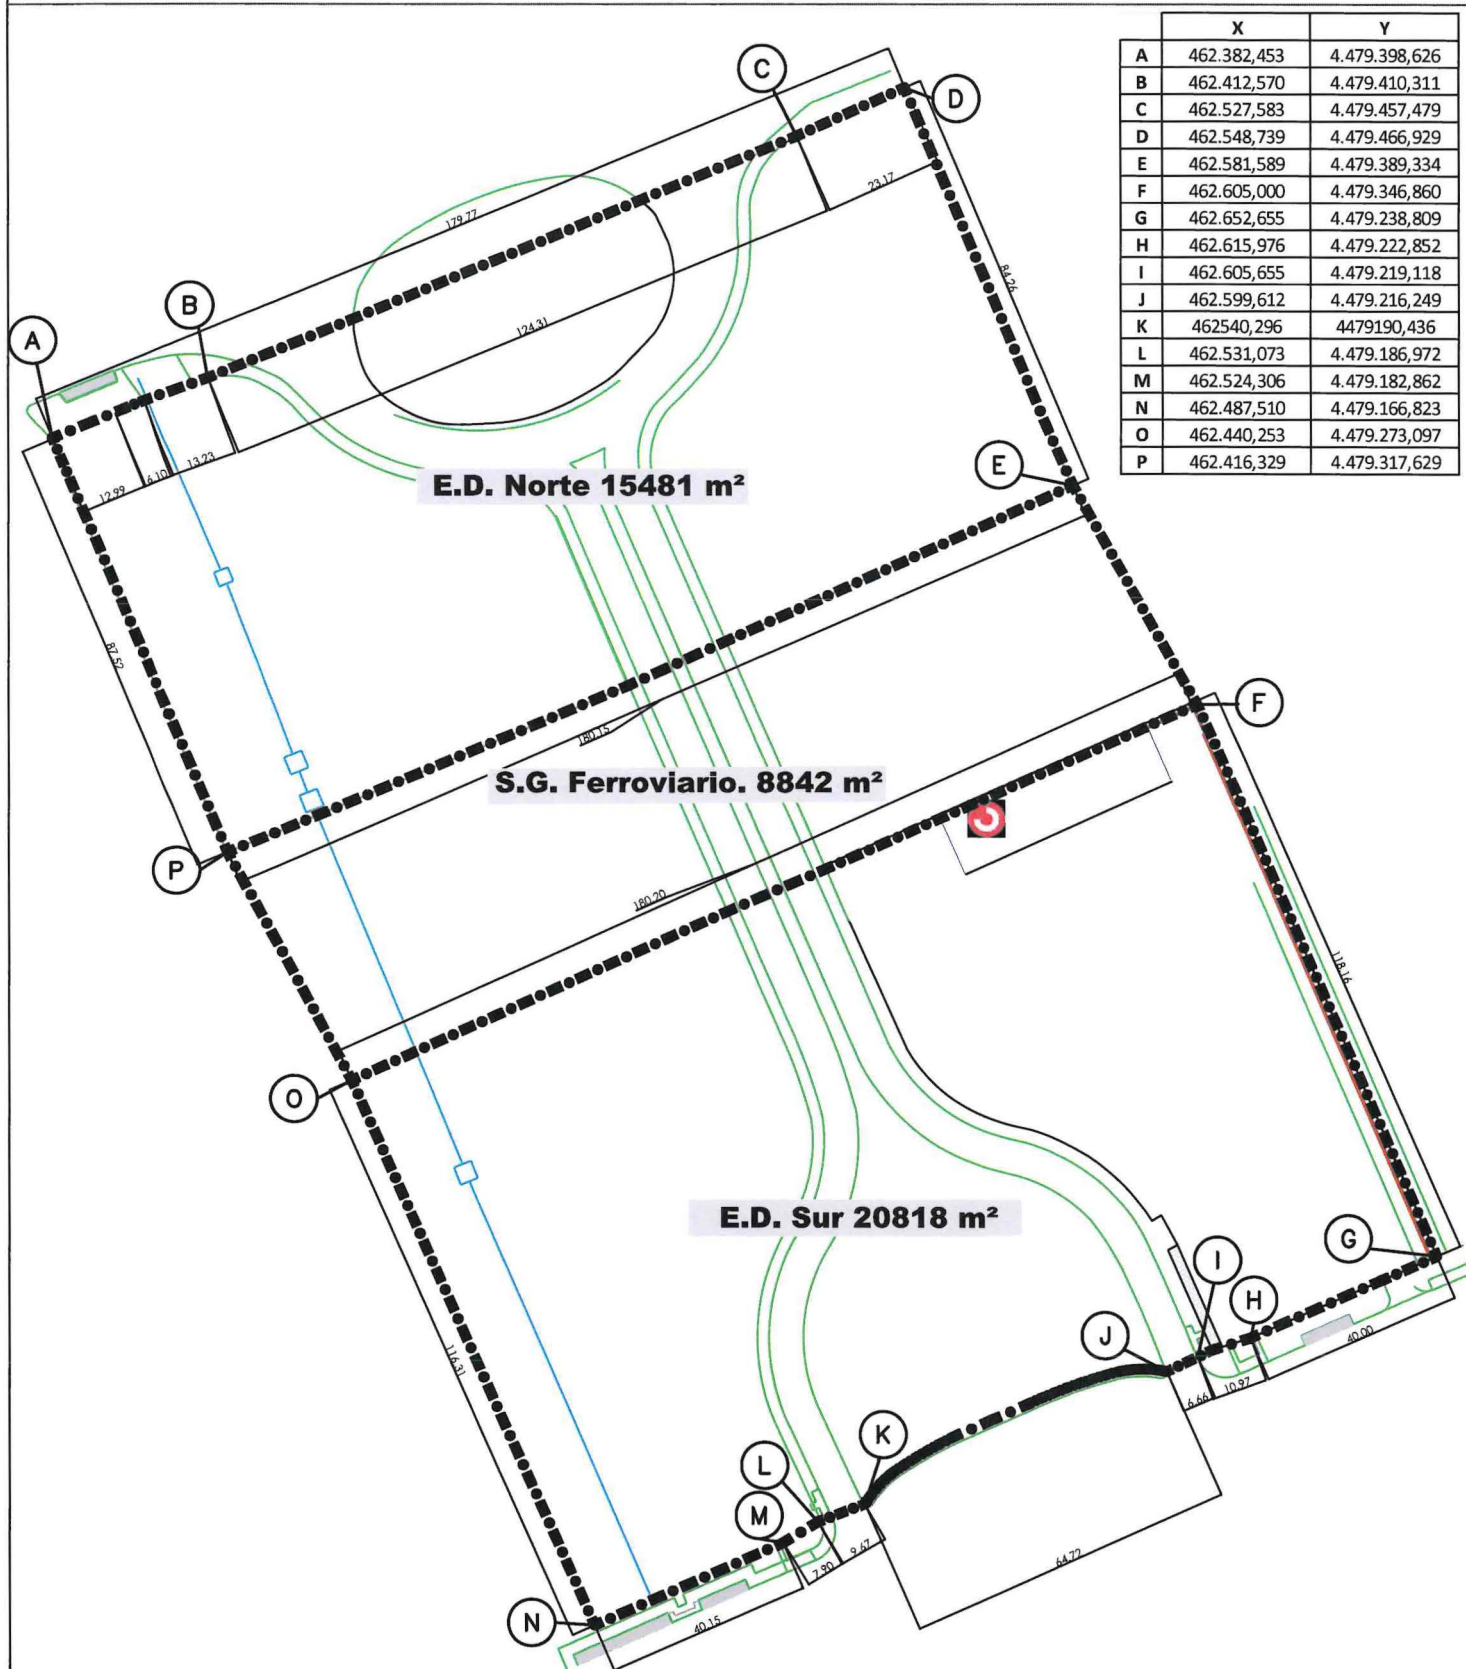 X Y
A 462.382,453 4.479.398,626
B 462.412,570 4.479.410,311
C 462.527,583 4.479.457,479
D 462.548,739 4.479.466,929
E 462.581,589 4.479.389,334
F 462.605,000 4.479.346,860
G 462.652,655 4.479.238,809
H 462.615,976 4.479.222,852
I 462.605,655 4.479.219,118
J 462.599,612 4.479.216,249
K 462540,296 4479190,436
L 462.531,073 4.479.186,972
M 462.524,306 4.479.182,862
N 462.487,510 4.479.166,823
O 462.440,253 4.479.273,097
P 462.416,329 4.479.317,629
C
D
23.17
179.77
B
A
124.31
84.26
12.99
6.10
13.23
E.D. Norte 15481 m²
E
87.52
F
180.15
S.G. Ferroviario. 8842 m²
P
180.20
118.16
O
E.D. Sur 20818 m²
G
I
H
J
40.00
116.31
6.66
10.97
K
L
M
9.67
7.90
64.72
N
40.15